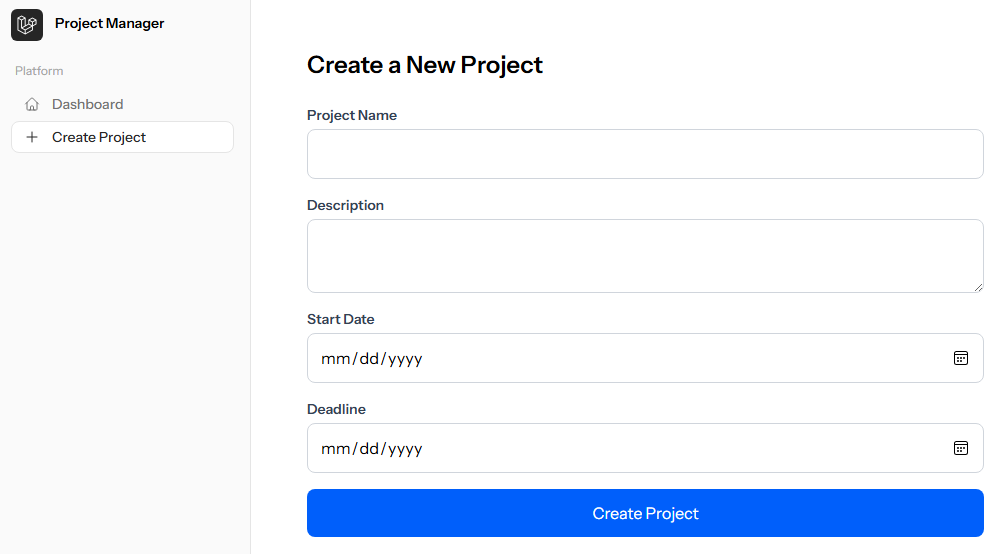 Project Manager
Platform
Dashboard
Create Project
Create a New Project
Project Name
Description
Start Date
mm/dd/yyyy
Deadline
mm/dd/yyyy
Create Project